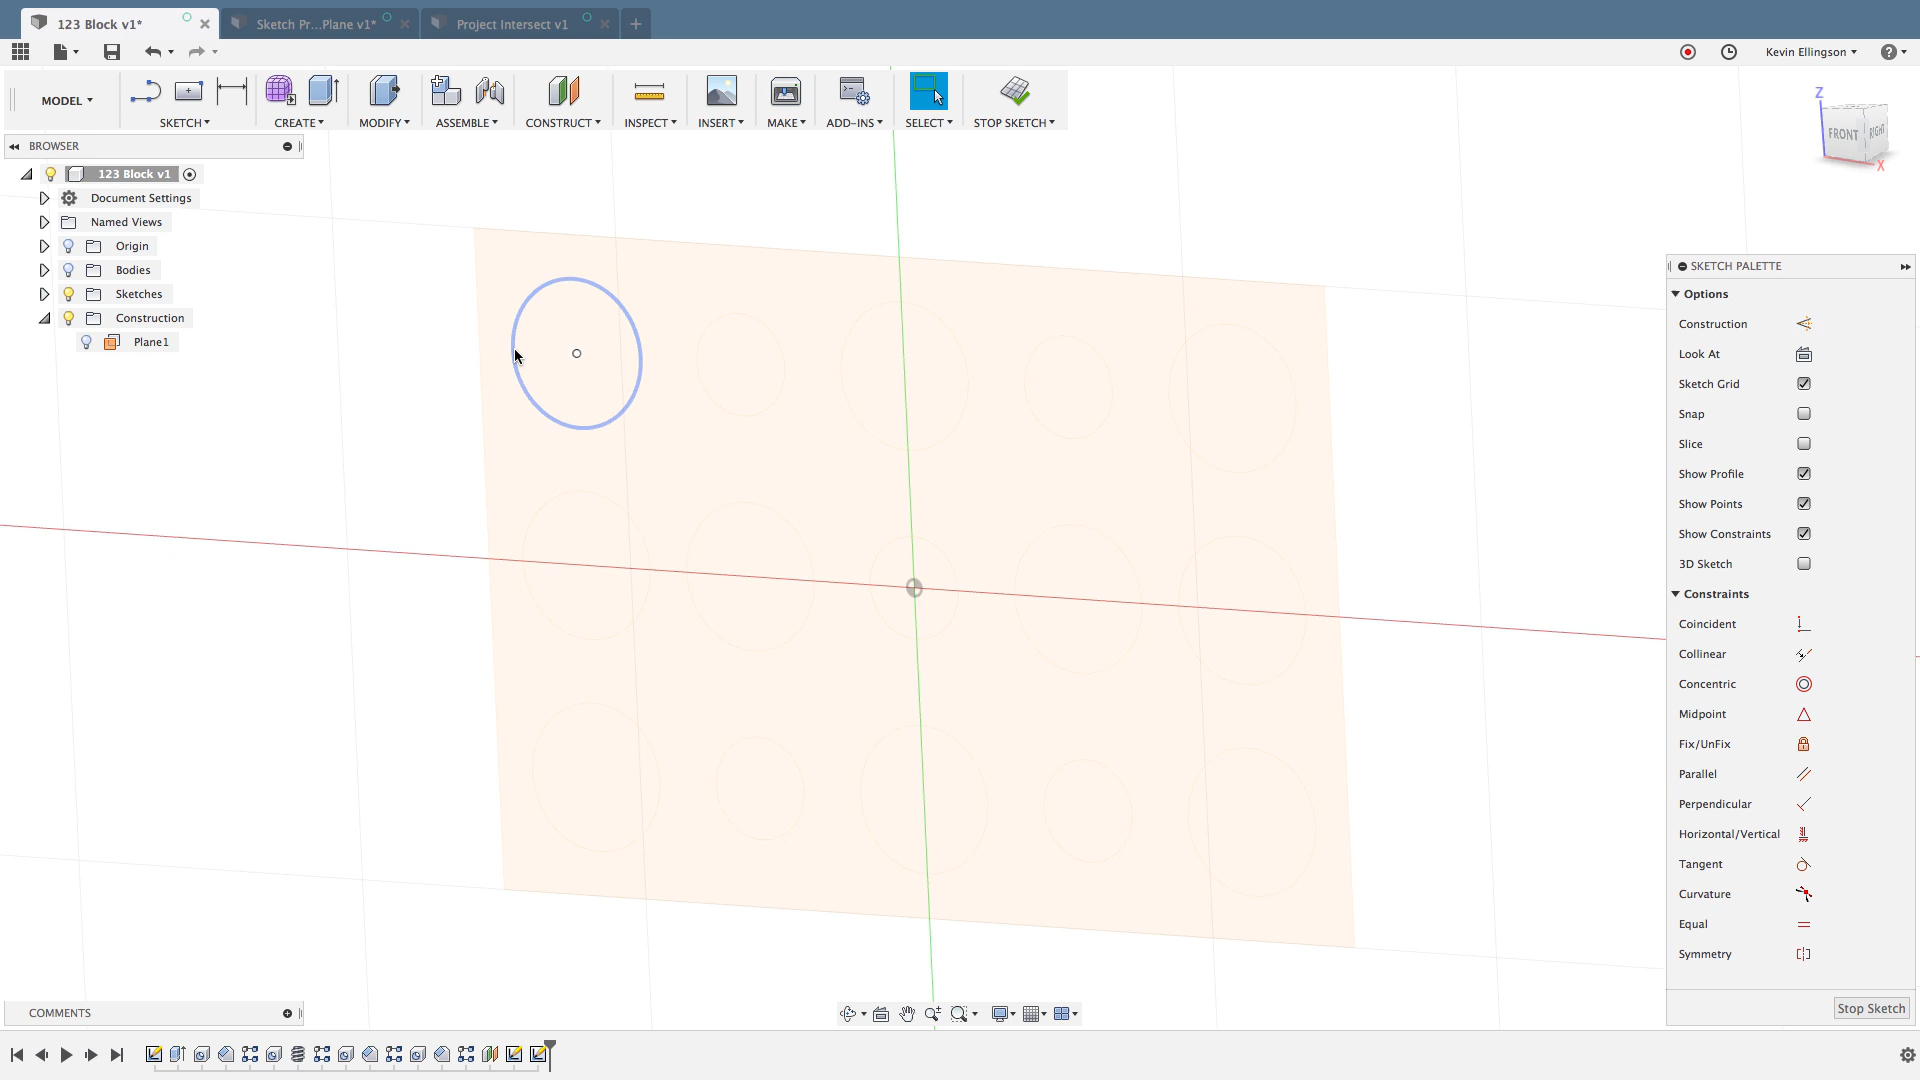 123 Block v1*
Sketch Pr...Plane v1*
Project Intersect v1
Kevin Ellingson
MODEL
SKETCH
CREATE
MODIFY
ASSEMBLE
CONSTRUCT
INSPECT
INSERT
MAKE
ADD-INS
SELECT
STOP SKETCH
Z
FRONT
RIGHT
X
BROWSER
123 Block v1
Document Settings
Named Views
Origin
Bodies
Sketches
Construction
Plane1
SKETCH PALETTE
Options
Construction
Look At
Sketch Grid
Snap
Slice
Show Profile
Show Points
Show Constraints
3D Sketch
Constraints
Coincident
Collinear
Concentric
Midpoint
Fix/UnFix
Parallel
Perpendicular
Horizontal/Vertical
Tangent
Curvature
Equal
Symmetry
Stop Sketch
COMMENTS